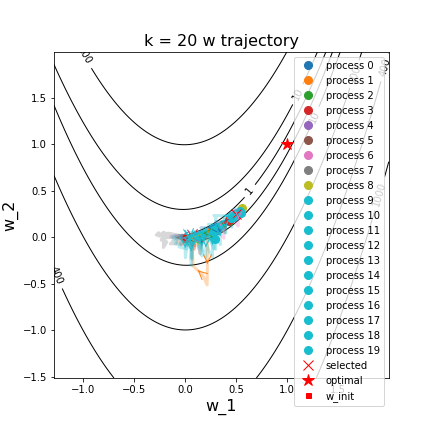 k = 20 w trajectory
w_2
1.5
1.0
0.5
0.0
−0.5
−1.0
−1.5
−1.0
−0.5
0.0
0.5
1.0
w_1
400
1
1000
process 0
process 1
process 2
process 3
process 4
process 5
process 6
process 7
process 8
process 9
process 10
process 11
process 12
process 13
process 14
process 15
process 16
process 17
process 18
process 19
selected
optimal
w_init